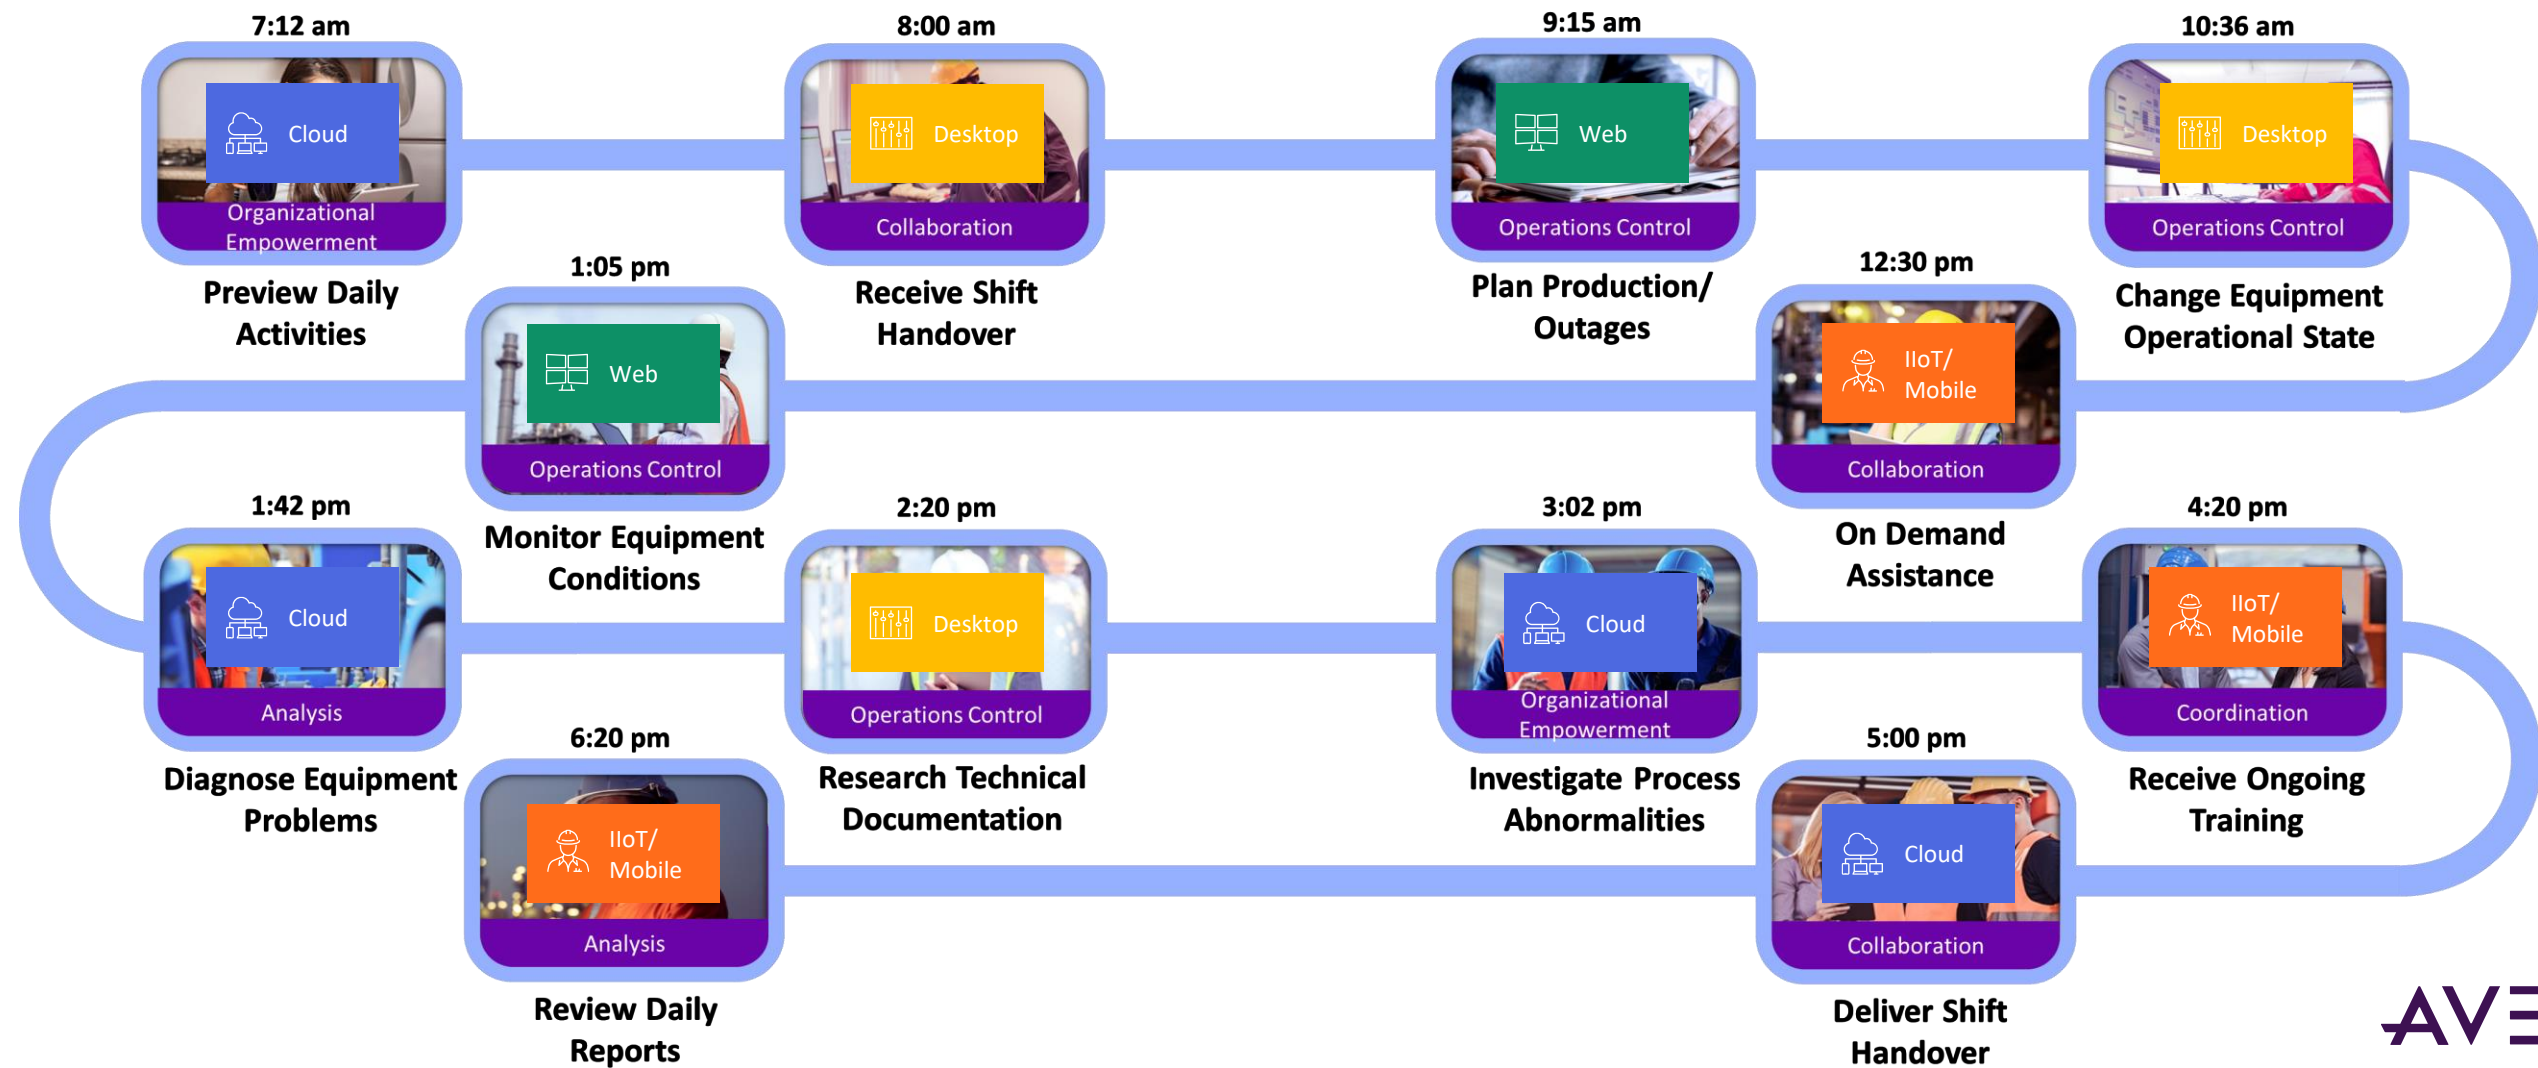 7:12 am
Cloud
Organizational
Empowerment
Preview Daily
Activities
8:00 am
Desktop
Collaboration
Receive Shift
Handover
9:15 am
Web
Operations Control
Plan Production/
Outages
10:36 am
Desktop
Operations Control
Change Equipment
Operational State
12:30 pm
IIoT/
Mobile
Collaboration
On Demand
Assistance
1:05 pm
Web
Operations Control
Monitor Equipment
Conditions
1:42 pm
Cloud
Analysis
Diagnose Equipment
Problems
2:20 pm
Desktop
Operations Control
Research Technical
Documentation
3:02 pm
Cloud
Organizational
Empowerment
Investigate Process
Abnormalities
4:20 pm
IIoT/
Mobile
Coordination
Receive Ongoing
Training
5:00 pm
Cloud
Collaboration
Deliver Shift
Handover
6:20 pm
IIoT/
Mobile
Analysis
Review Daily
Reports
AVE